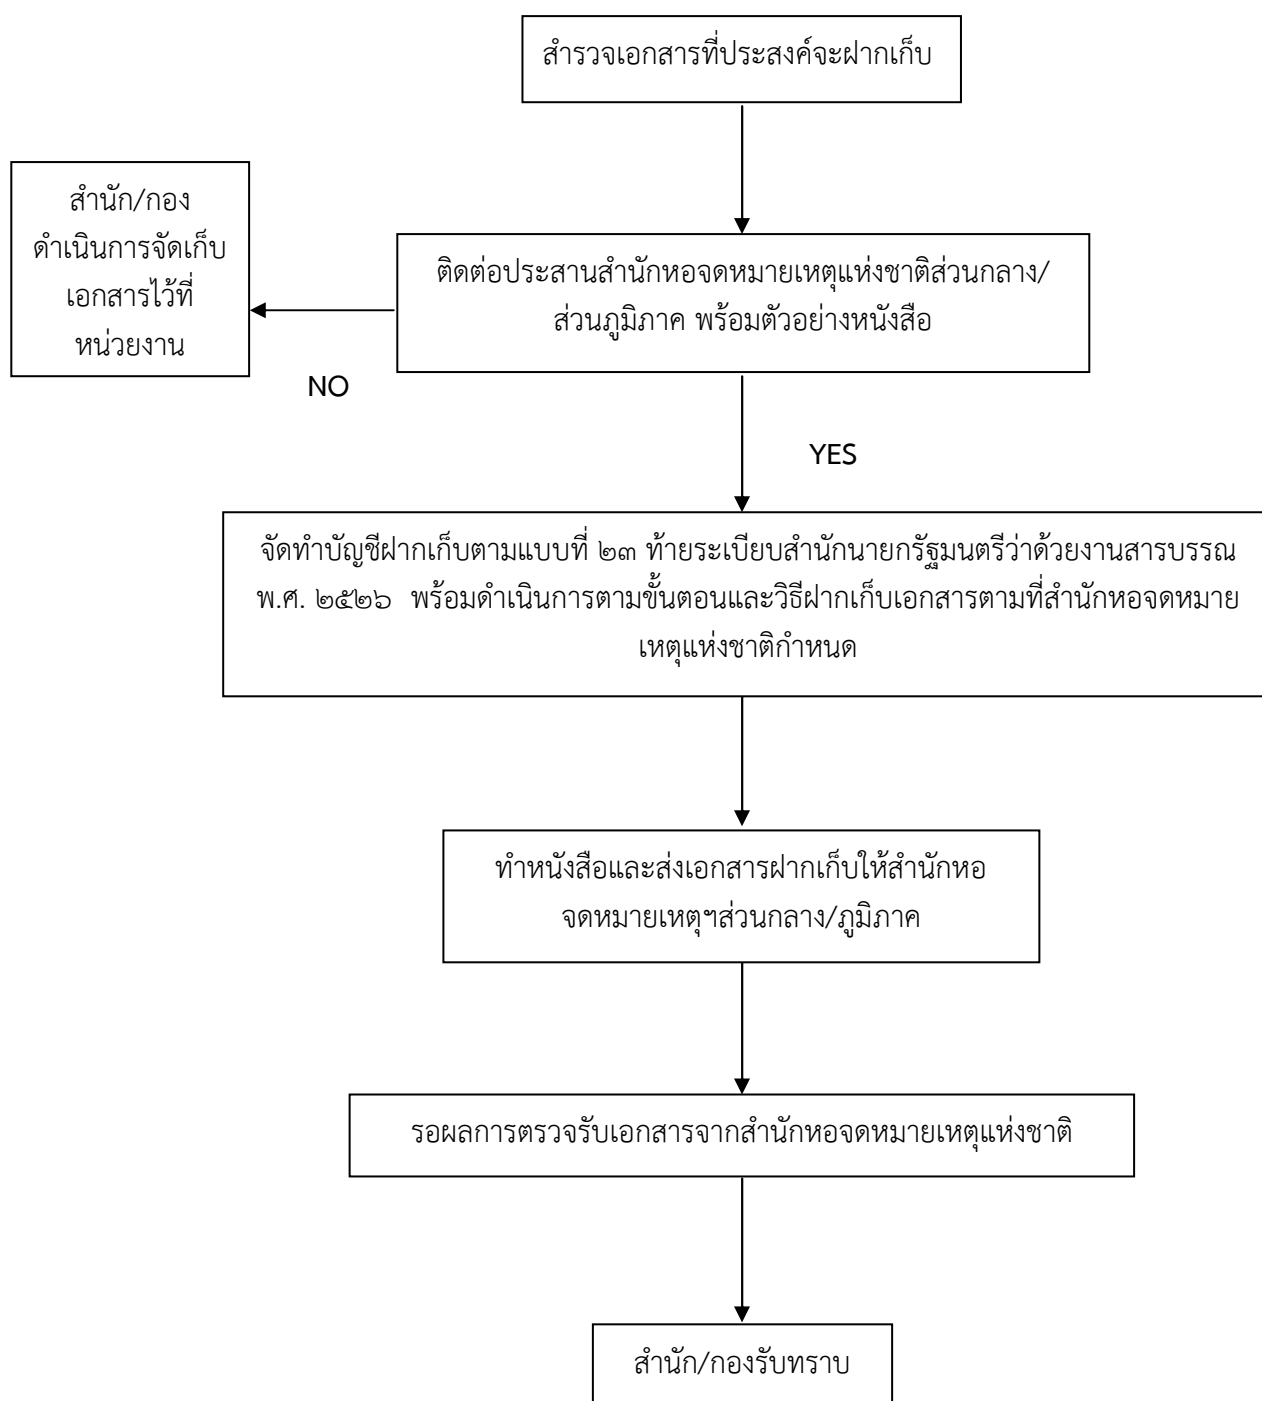 สำรวจเอกสารที่ประสงค์จะฝากเก็บ
สำนัก/กอง
ดำเนินการจัดเก็บ
เอกสารไว้ที่
หน่วยงาน
ติดต่อประสานสำนักหอจดหมายเหตุแห่งชาติส่วนกลาง/
ส่วนภูมิภาค พร้อมตัวอย่างหนังสือ
NO
YES
จัดทำบัญชีฝากเก็บตามแบบที่ ๒๓ ท้ายระเบียบสำนักนายกรัฐมนตรีว่าด้วยงานสารบรรณ
พ.ศ. ๒๕๒๖ พร้อมดำเนินการตามขั้นตอนและวิธีฝากเก็บเอกสารตามที่สำนักหอจดหมาย
เหตุแห่งชาติกำหนด
ทำหนังสือและส่งเอกสารฝากเก็บให้สำนักหอ
จดหมายเหตุฯส่วนกลาง/ภูมิภาค
รอผลการตรวจรับเอกสารจากสำนักหอจดหมายเหตุแห่งชาติ
สำนัก/กองรับทราบ